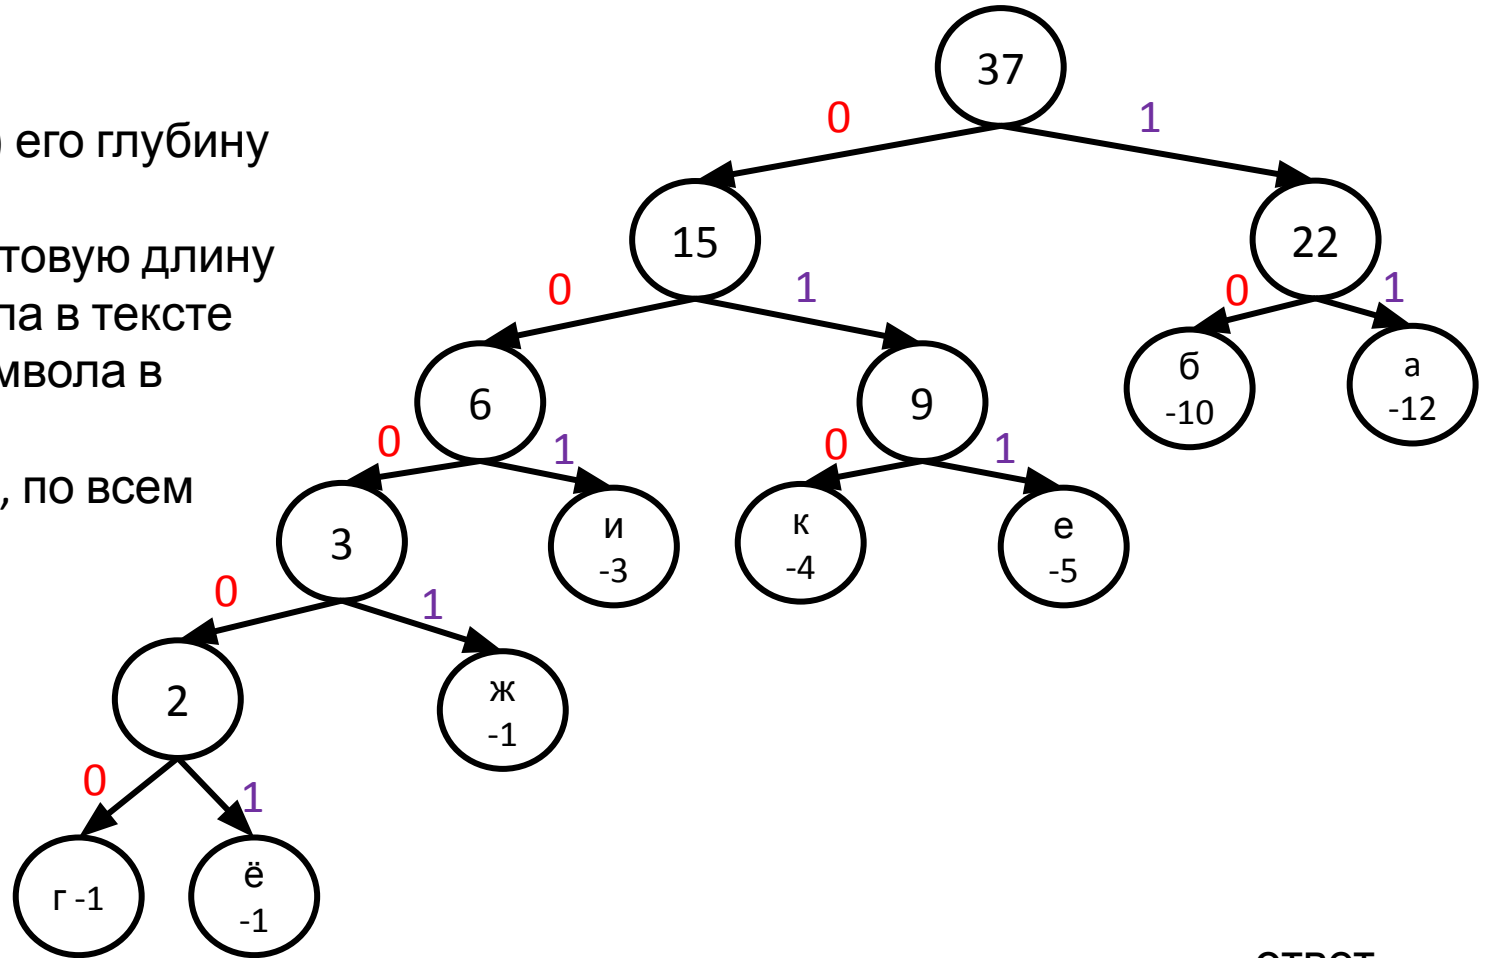 37
0 1
) его глубину
15 22
товую длину
0 1 0 1
ла в тексте
мвола в
6 9 б -10 а -12
0 1 0 1
, по всем
3 и -3 к -4 е -5
0 1
2 ж -1
0 1
г -1 ё -1
ответ